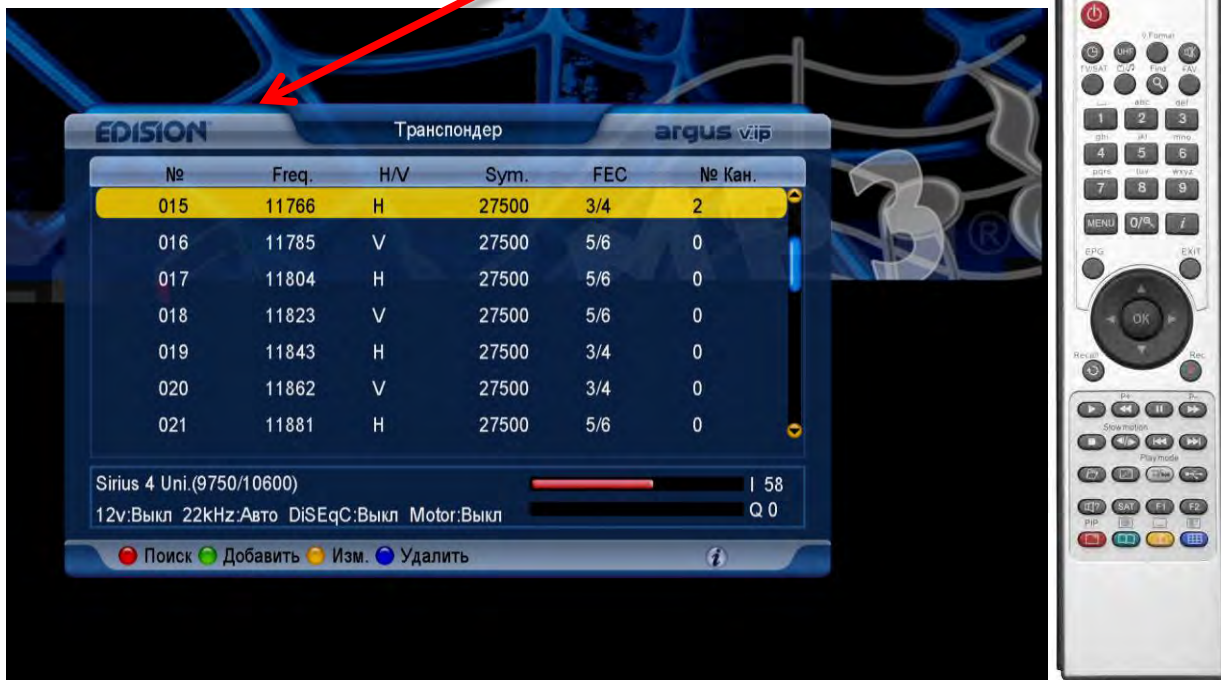 EDISION Транспондер argus vip
№ Freq. H/V Sym. FEC № Кан.
015 11766 H 27500 3/4 2
016 11785 V 27500 5/6 0
017 11804 H 27500 5/6 0
018 11823 V 27500 5/6 0
019 11843 H 27500 3/4 0
020 11862 V 27500 3/4 0
021 11881 H 27500 5/6 0
Sirius 4 Uni.(9750/10600) I 58
12v:Выкл 22kHz:Авто DiSEqC:Выкл Motor:Выкл Q 0
Поиск Добавить Изм. Удалить i
3 ®
V.Format
UHF
TV/SAT Find FAV
abc def
1 2 3
ghi jkl mno
4 5 6
pqrs tuv wxyz
7 8 9
MENU 0/ i
EPG EXIT
OK
Recall Rec
P+ P-
Slow motion
Play mode
SAT F1 F2
PIP